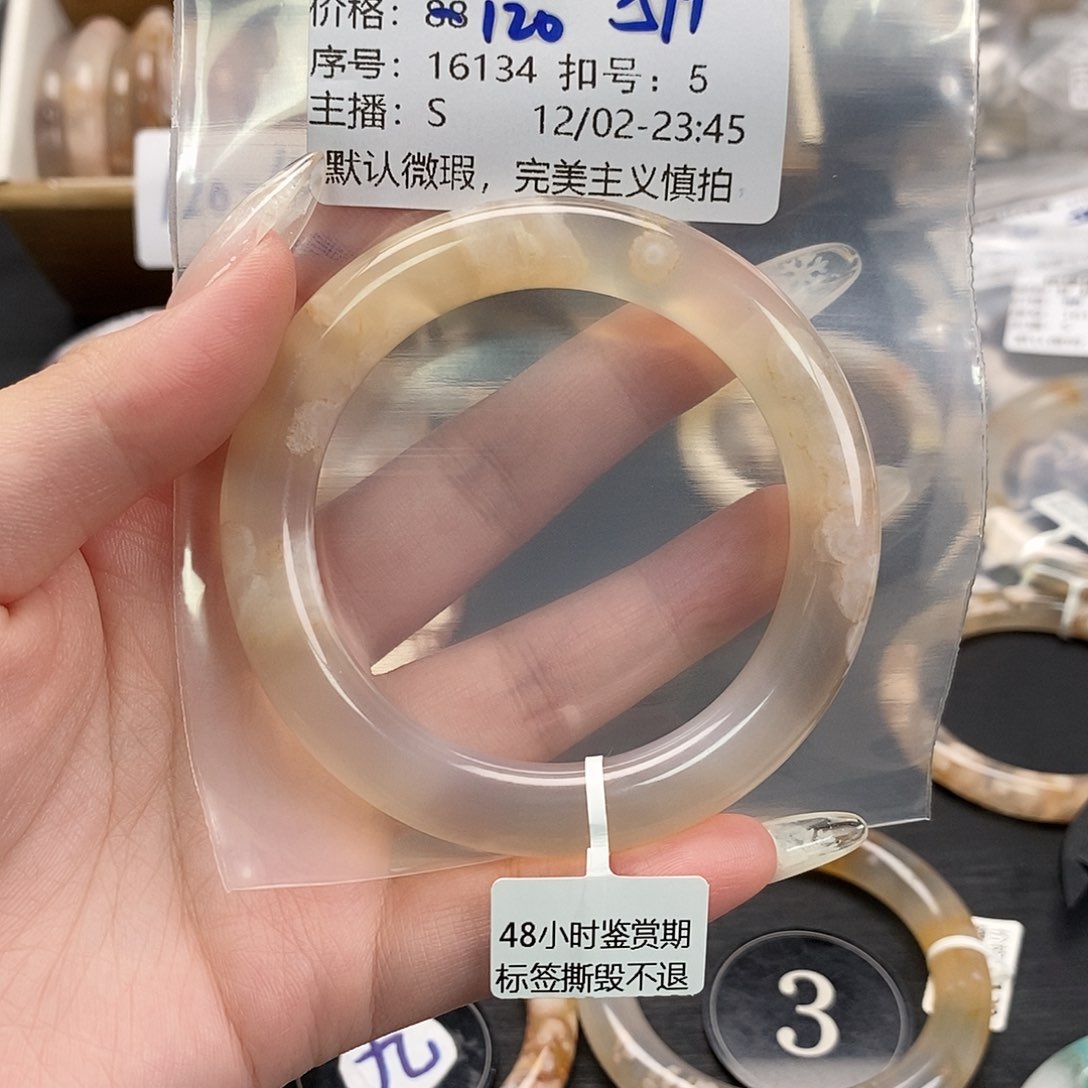 价格：88 120
序号：16134 扣号：5
主播：S 12/02-23:45
默认微瑕，完美主义慎拍
48小时鉴赏期
标签撕毁不退
3
九